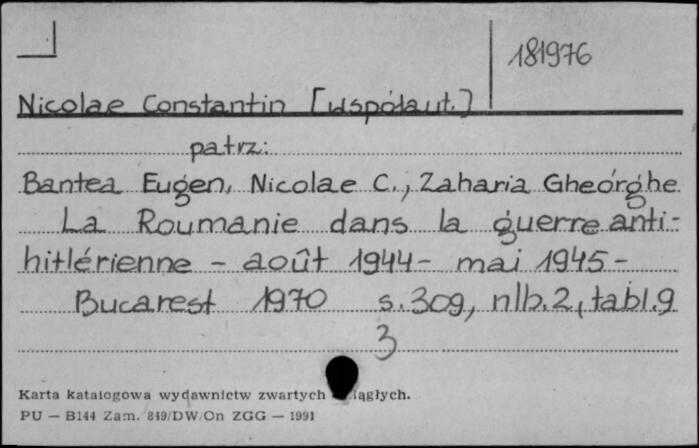 181976
Nicolae Constantin [współaut.]
patrz:
Bantea Eugen, Nicolae C., Zaharia Gheorghe
La Roumanie dans la guerre anti-
hitlérienne – août 1944 – mai 1945 –
Bucarest 1970 s. 309, nlb. 2, tabl. 9
3
Karta katalogowa wydawnictw zwartych ciągłych.
PU — B144 Zam. 849/DW/On ZGG — 1991